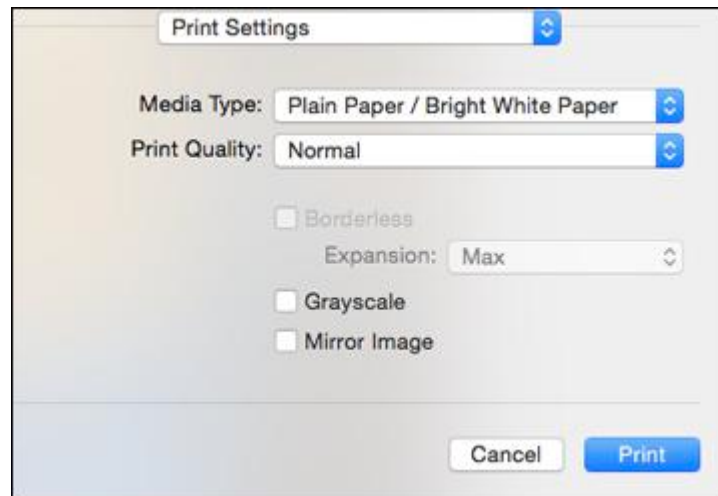 Print Settings
Media Type: Plain Paper / Bright White Paper
Print Quality: Normal
Borderless
Expansion: Max
Grayscale
Mirror Image
Cancel Print